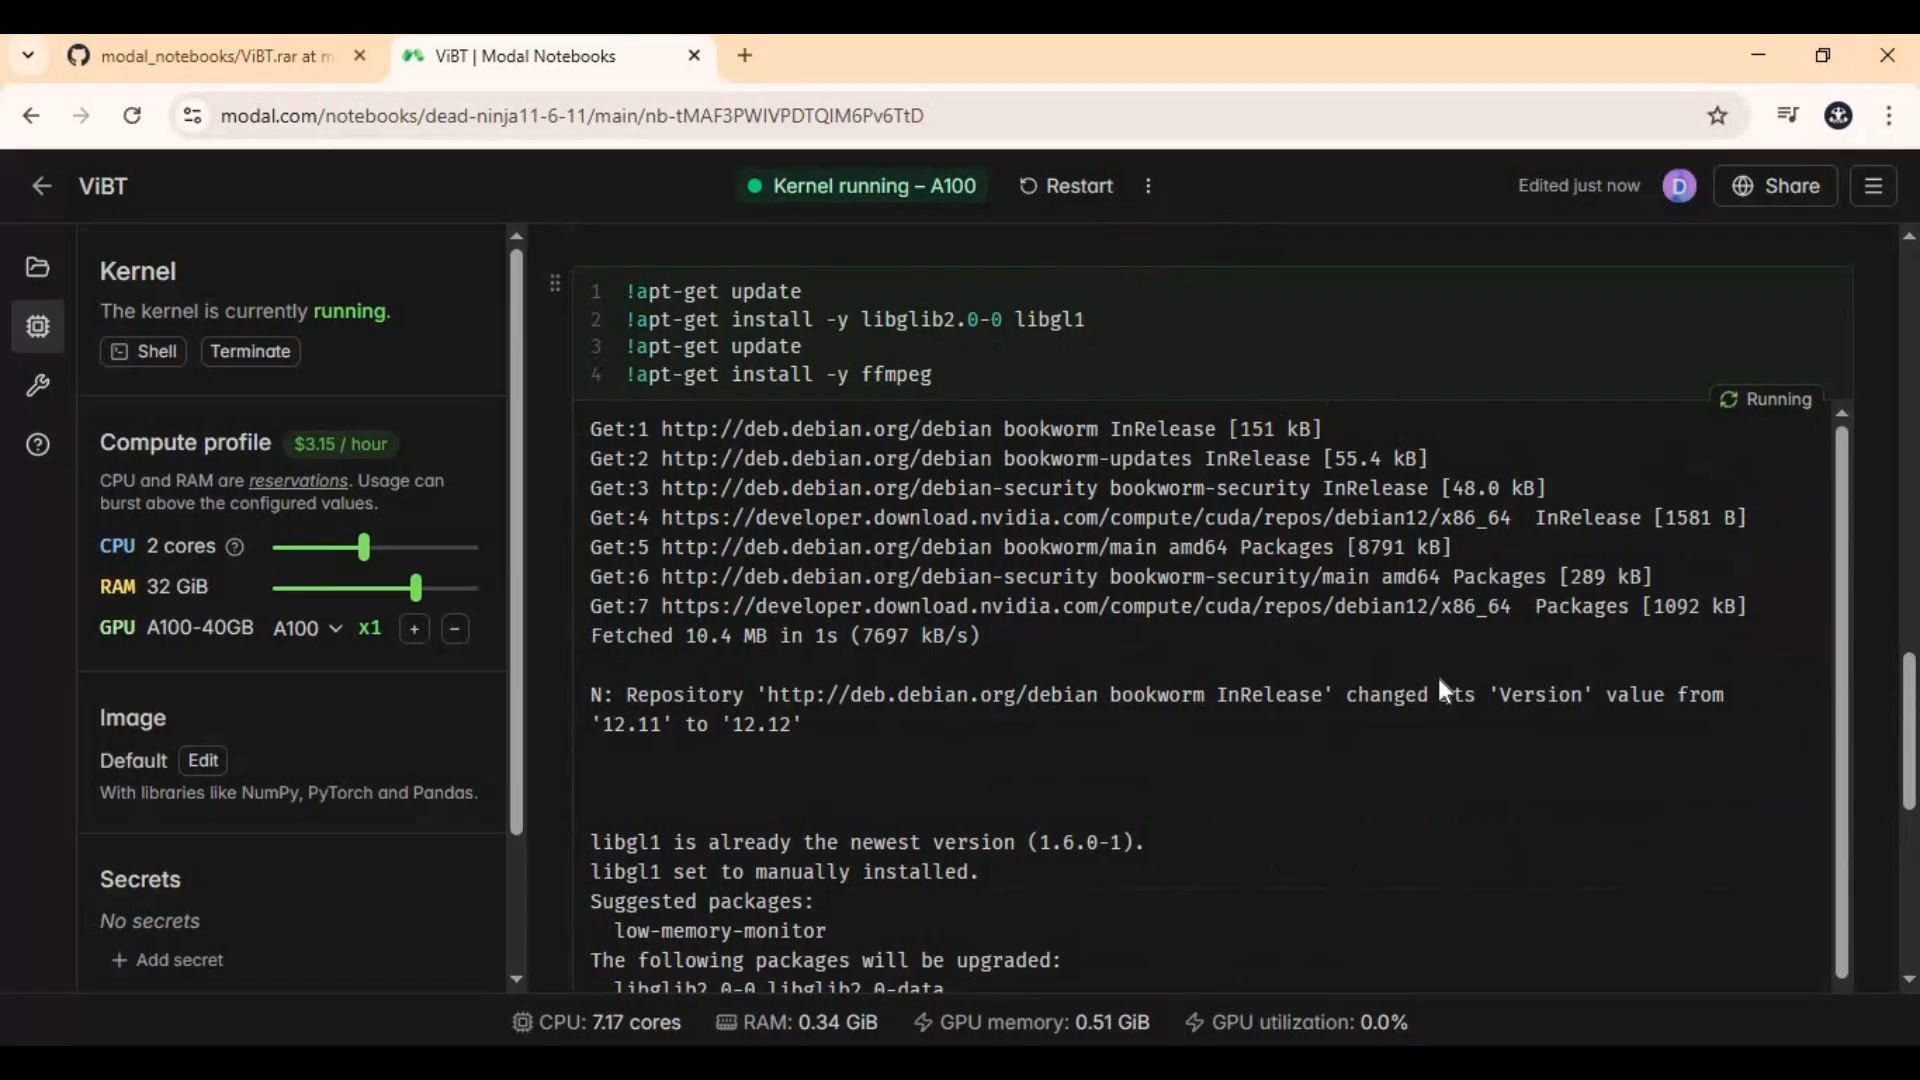 modal_notebooks/ViBT.rar at m
ViBT | Modal Notebooks
modal.com/notebooks/dead-ninja11-6-11/main/nb-tMAF3PWIVPDTQIM6Pv6TtD
ViBT
Kernel running – A100
Restart
Edited just now
D
Share
Kernel
The kernel is currently running.
Shell
Terminate
Compute profile
$3.15 / hour
CPU and RAM are reservations. Usage can
burst above the configured values.
CPU 2 cores
RAM 32 GiB
GPU A100-40GB A100 x1 + -
Image
Default Edit
With libraries like NumPy, PyTorch and Pandas.
Secrets
No secrets
+ Add secret
1 !apt-get update
2 !apt-get install -y libglib2.0-0 libgl1
3 !apt-get update
4 !apt-get install -y ffmpeg
Running
Get:1 http://deb.debian.org/debian bookworm InRelease [151 kB]
Get:2 http://deb.debian.org/debian bookworm-updates InRelease [55.4 kB]
Get:3 http://deb.debian.org/debian-security bookworm-security InRelease [48.0 kB]
Get:4 https://developer.download.nvidia.com/compute/cuda/repos/debian12/x86_64 InRelease [1581 B]
Get:5 http://deb.debian.org/debian bookworm/main amd64 Packages [8791 kB]
Get:6 http://deb.debian.org/debian-security bookworm-security/main amd64 Packages [289 kB]
Get:7 https://developer.download.nvidia.com/compute/cuda/repos/debian12/x86_64 Packages [1092 kB]
Fetched 10.4 MB in 1s (7697 kB/s)
N: Repository 'http://deb.debian.org/debian bookworm InRelease' changed its 'Version' value from
'12.11' to '12.12'
libgl1 is already the newest version (1.6.0-1).
libgl1 set to manually installed.
Suggested packages:
low-memory-monitor
The following packages will be upgraded:
libglib2.0-0 libglib2.0-data
CPU: 7.17 cores
RAM: 0.34 GiB
GPU memory: 0.51 GiB
GPU utilization: 0.0%